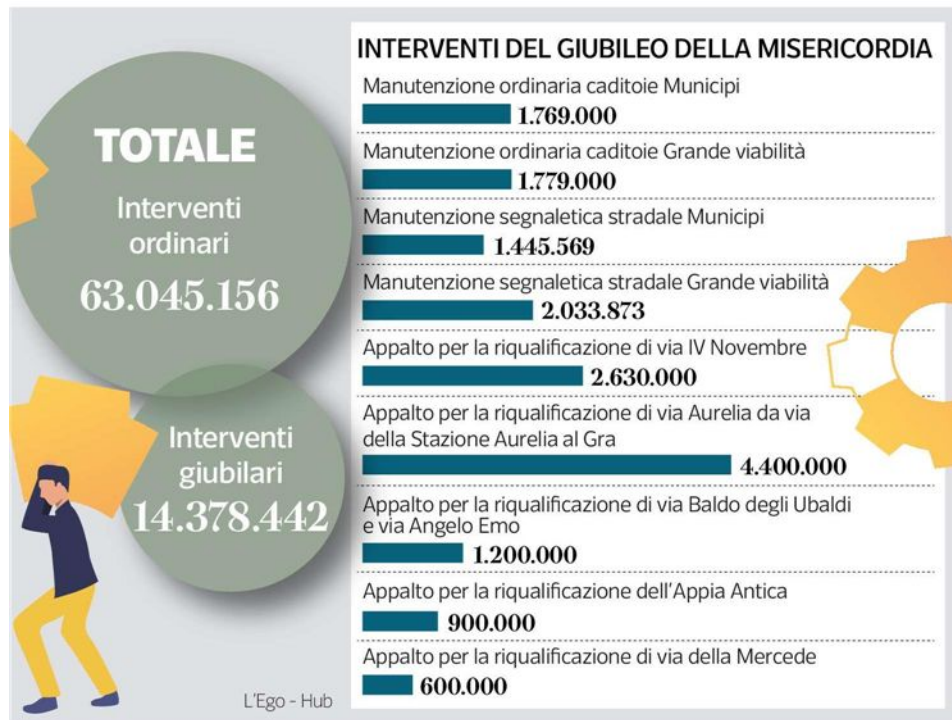 TOTALE
Interventi
ordinari
63.045.156
Interventi
giubilari
14.378.442
L'Ego - Hub
INTERVENTI DEL GIUBILEO DELLA MISERICORDIA
Manutenzione ordinaria caditoie Municipi
1.769.000
Manutenzione ordinaria caditoie Grande viabilità
1.779.000
Manutenzione segnaletica stradale Municipi
1.445.569
Manutenzione segnaletica stradale Grande viabilità
2.033.873
Appalto per la riqualificazione di via IV Novembre
2.630.000
Appalto per la riqualificazione di via Aurelia da via
della Stazione Aurelia al Gra
4.400.000
Appalto per la riqualificazione di via Baldo degli Ubaldi
e via Angelo Emo
1.200.000
Appalto per la riqualificazione dell'Appia Antica
900.000
Appalto per la riqualificazione di via della Mercede
600.000